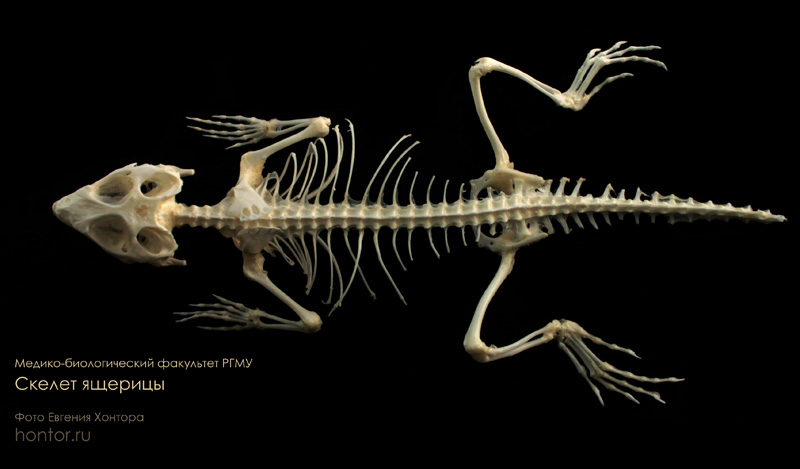 Медико-биологический факультет РГМУ
Скелет ящерицы
Фото Евгения Хонтора
hontor.ru